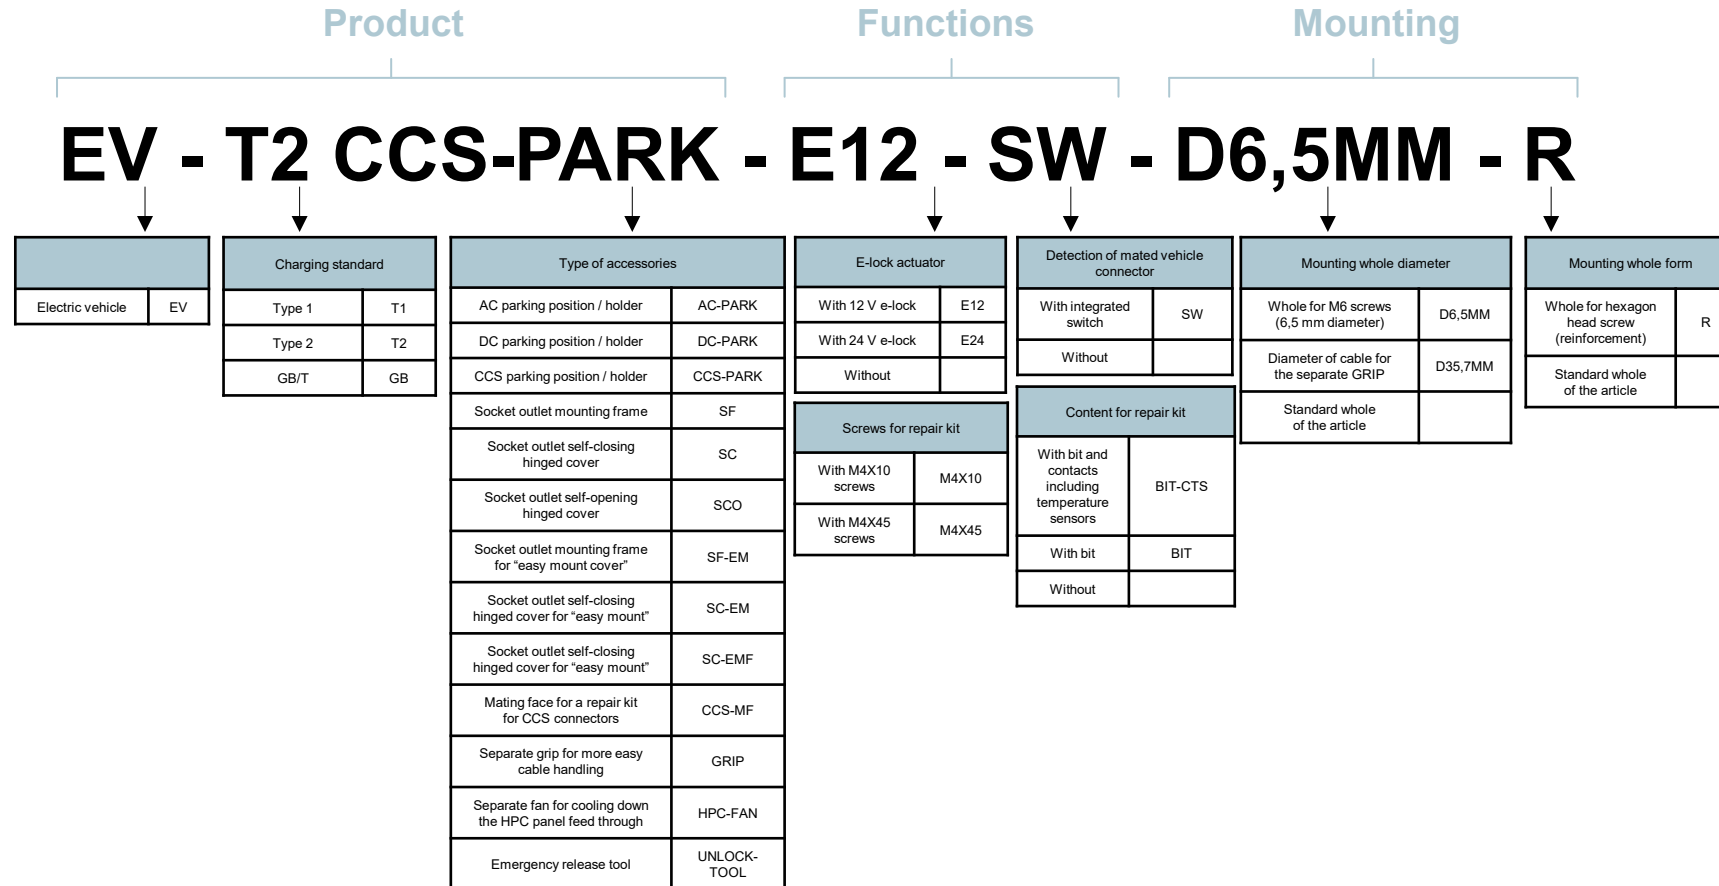 Product
Functions
Mounting
EV - T2 CCS-PARK - E12 - SW - D6,5MM - R
Electric vehicle
EV
Charging standard
Type 1
T1
Type 2
T2
GB/T
GB
Type of accessories
AC parking position / holder
AC-PARK
DC parking position / holder
DC-PARK
CCS parking position / holder
CCS-PARK
Socket outlet mounting frame
SF
Socket outlet self-closing
hinged cover
SC
Socket outlet self-opening
hinged cover
SCO
Socket outlet mounting frame
for “easy mount cover”
SF-EM
Socket outlet self-closing
hinged cover for “easy mount”
SC-EM
Socket outlet self-closing
hinged cover for “easy mount”
SC-EMF
Mating face for a repair kit
for CCS connectors
CCS-MF
Separate grip for more easy
cable handling
GRIP
Separate fan for cooling down
the HPC panel feed through
HPC-FAN
Emergency release tool
UNLOCK-
TOOL
E-lock actuator
With 12 V e-lock
E12
With 24 V e-lock
E24
Without
Screws for repair kit
With M4X10
screws
M4X10
With M4X45
screws
M4X45
Detection of mated vehicle
connector
With integrated
switch
SW
Without
Content for repair kit
With bit and
contacts
including
temperature
sensors
BIT-CTS
With bit
BIT
Without
Mounting whole diameter
Whole for M6 screws
(6,5 mm diameter)
D6,5MM
Diameter of cable for
the separate GRIP
D35,7MM
Standard whole
of the article
Mounting whole form
Whole for hexagon
head screw
(reinforcement)
R
Standard whole
of the article